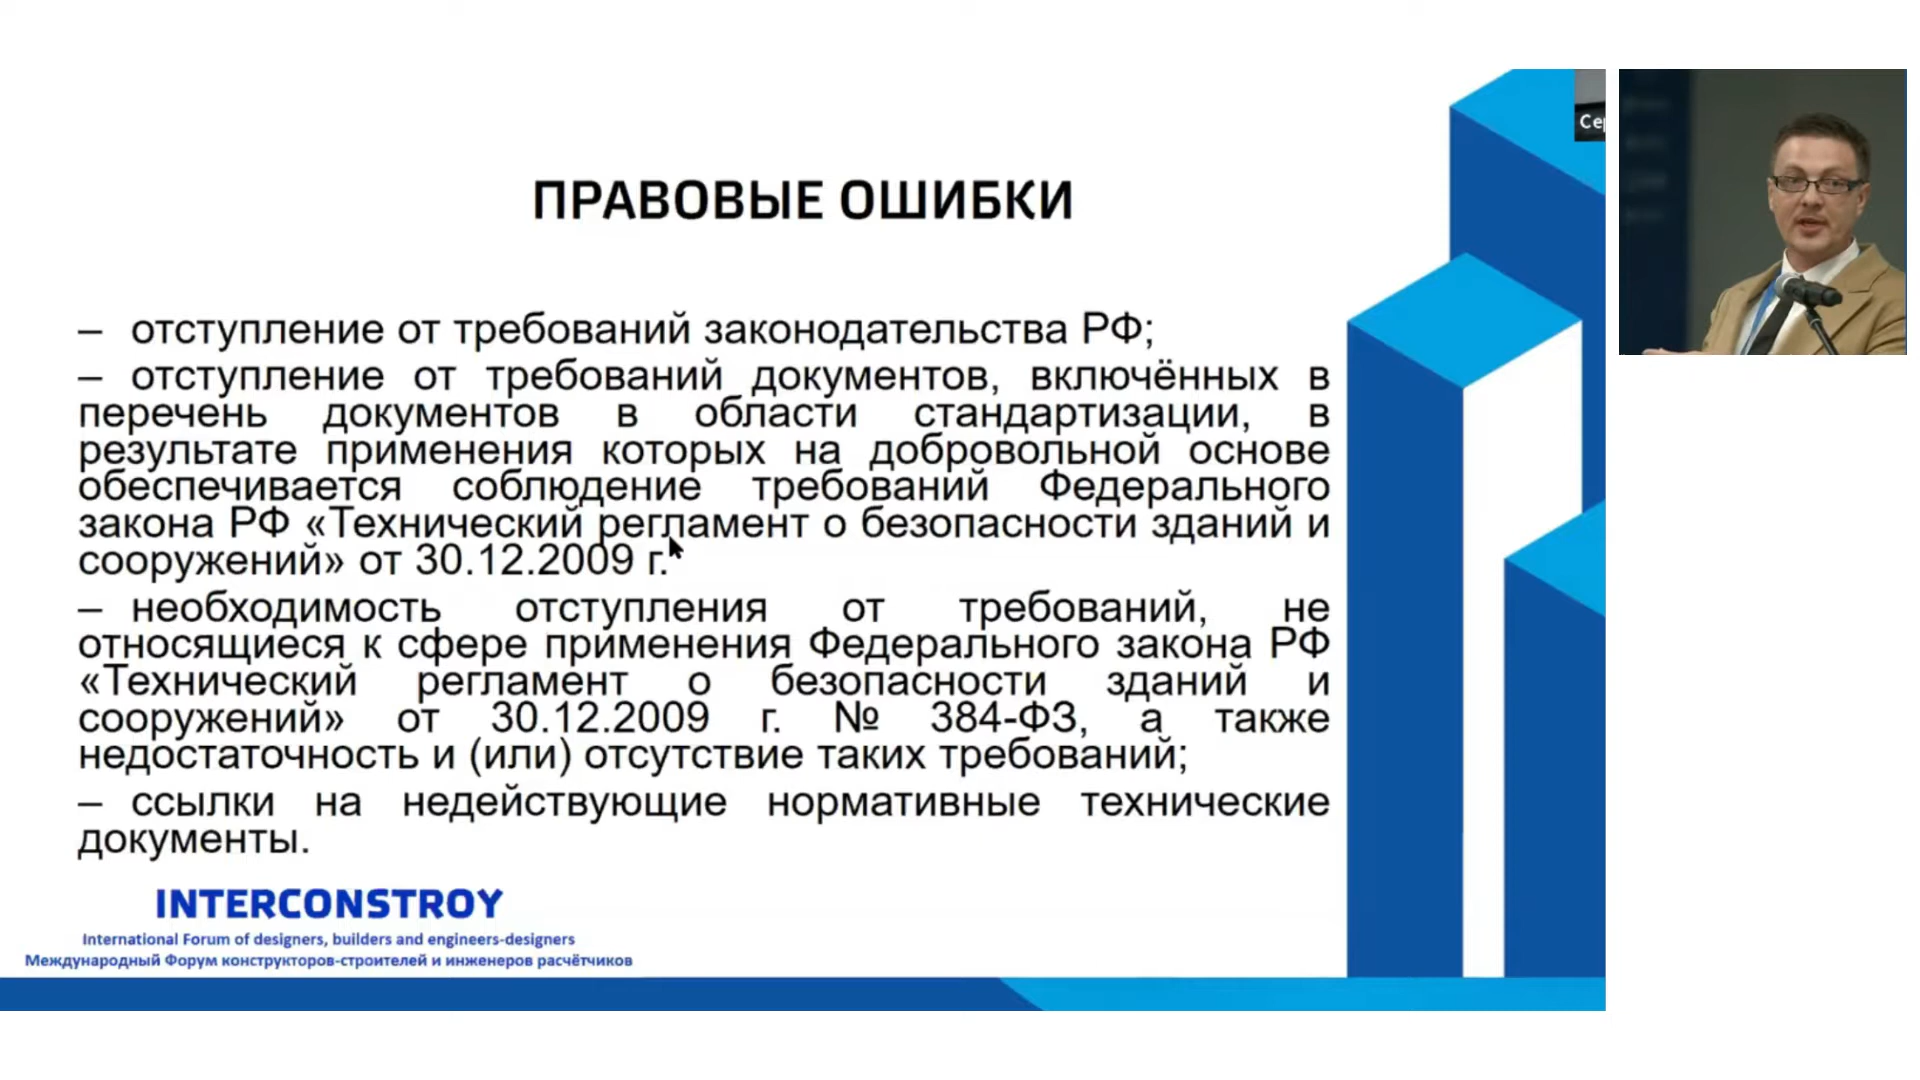 Сер
ПРАВОВЫЕ ОШИБКИ
– отступление от требований законодательства РФ;
– отступление от требований документов, включённых в
перечень документов в области стандартизации, в
результате применения которых на добровольной основе
обеспечивается соблюдение требований Федерального
закона РФ «Технический регламент о безопасности зданий и
сооружений» от 30.12.2009 г.
– необходимость отступления от требований, не
относящиеся к сфере применения Федерального закона РФ
«Технический регламент о безопасности зданий и
сооружений» от 30.12.2009 г. № 384-ФЗ, а также
недостаточность и (или) отсутствие таких требований;
– ссылки на недействующие нормативные технические
документы.
INTERCONSTROY
International Forum of designers, builders and engineers-designers
Международный Форум конструкторов-строителей и инженеров расчётчиков